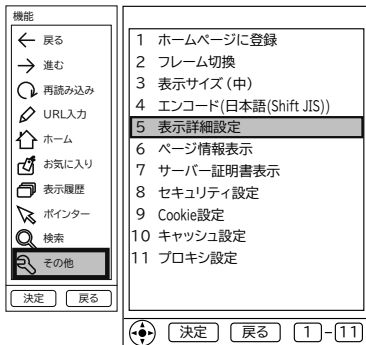 機能
戻る
進む
再読み込み
URL入力
ホーム
お気に入り
表示履歴
ポインター
検索
その他
決定 戻る
1 ホームページに登録
2 フレーム切換
3 表示サイズ(中)
4 エンコード(日本語(Shift JIS))
5 表示詳細設定
6 ページ情報表示
7 サーバー証明書表示
8 セキュリティ設定
9 Cookie設定
10 キャッシュ設定
11 プロキシ設定
決定 戻る 1-11